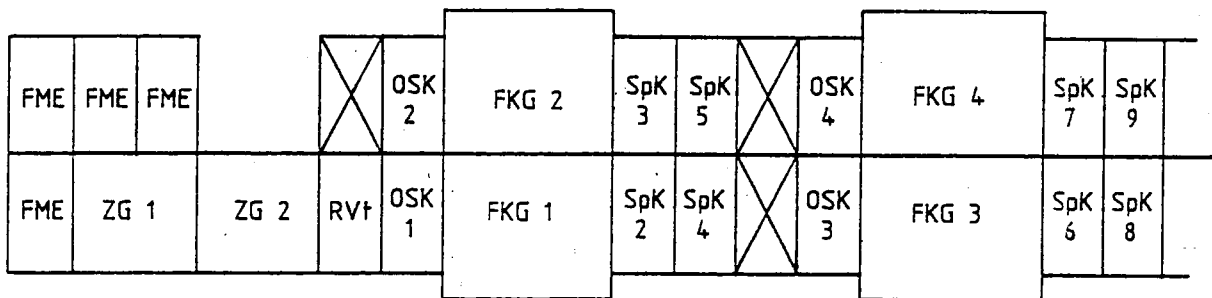 FME FME FME OSK 2 FKG 2 SpK 3 SpK 5 OSK 4 FKG 4 SpK 7 SpK 9
FME ZG 1 ZG 2 RVt OSK 1 FKG 1 SpK 2 SpK 4 OSK 3 FKG 3 SpK 6 SpK 8